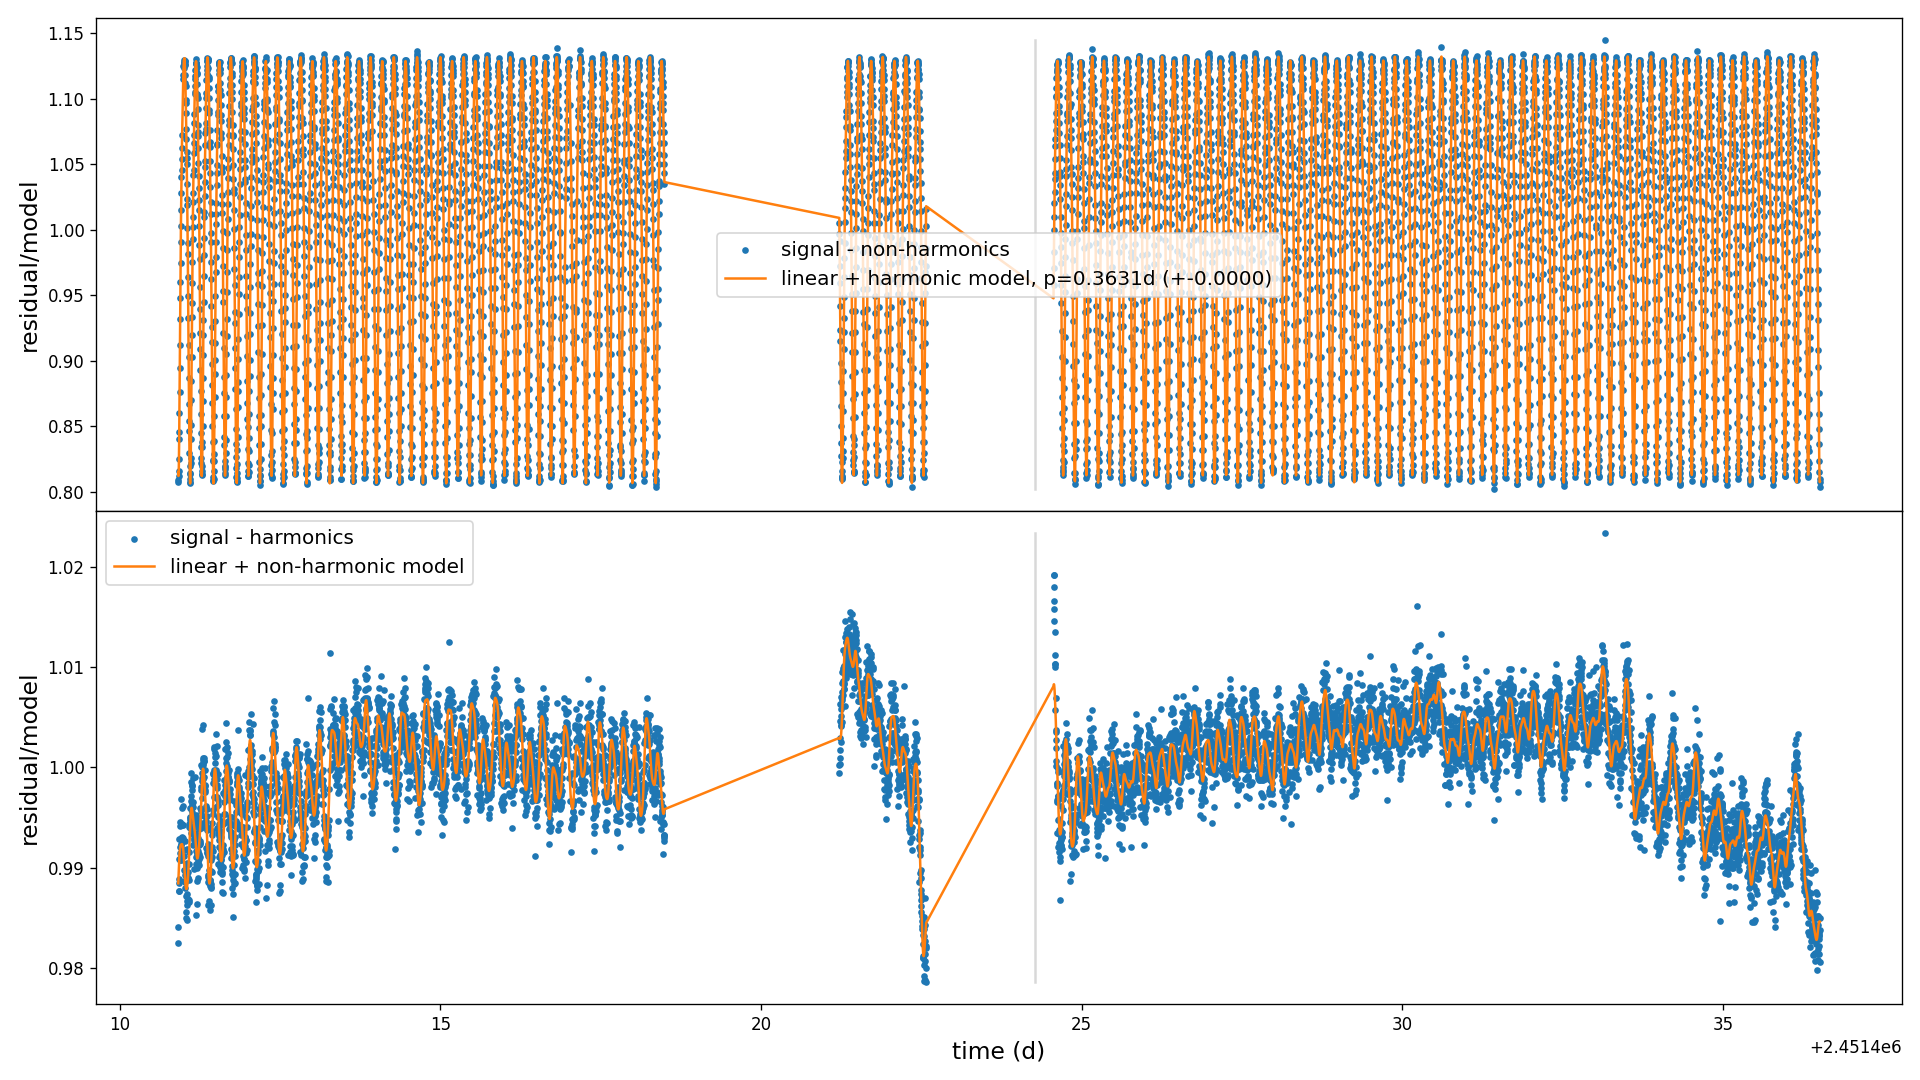 1.15
1.10
1.05
1.00
0.95
0.90
0.85
0.80
residual/model
signal - non-harmonics
linear + harmonic model, p=0.3631d (+-0.0000)
signal - harmonics
linear + non-harmonic model
1.02
1.01
1.00
0.99
0.98
residual/model
10
15
20
25
30
35
time (d)
+2.4514e6